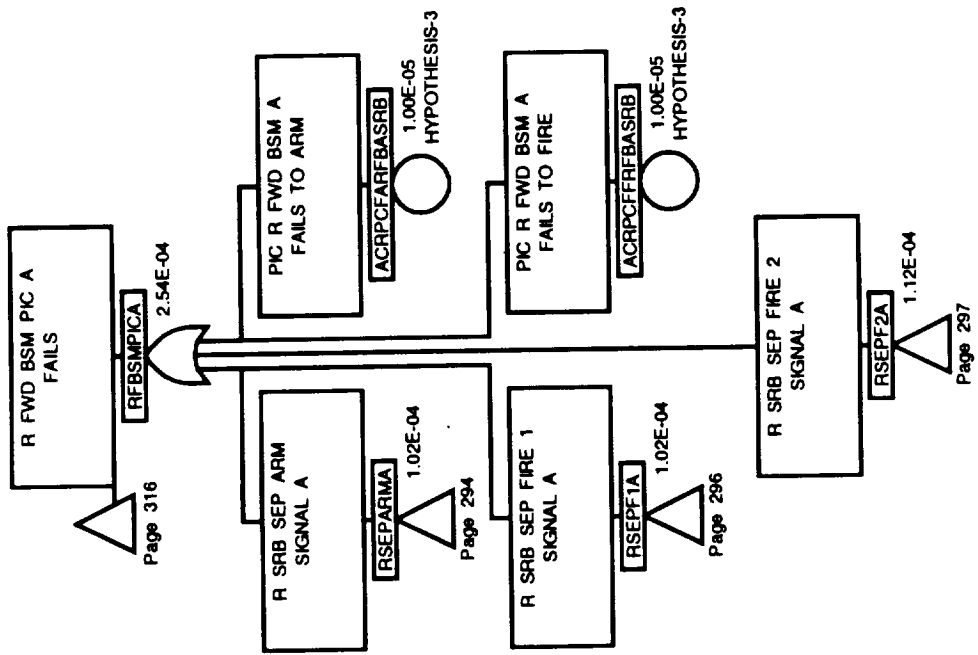 R FWD BSM PIC A
FAILS
RFBSMPICA
2.54E-04
Page 316
R SRB SEP ARM
SIGNAL A
RSEPARMA
1.02E-04
Page 294
PIC R FWD BSM A
FAILS TO ARM
ACRPCFARFBASRB
1.00E-05
HYPOTHESIS-3
R SRB SEP FIRE 1
SIGNAL A
RSEPF1A
1.02E-04
Page 296
PIC R FWD BSM A
FAILS TO FIRE
ACRPCFFRFBASRB
1.00E-05
HYPOTHESIS-3
R SRB SEP FIRE 2
SIGNAL A
RSEPF2A
1.12E-04
Page 297